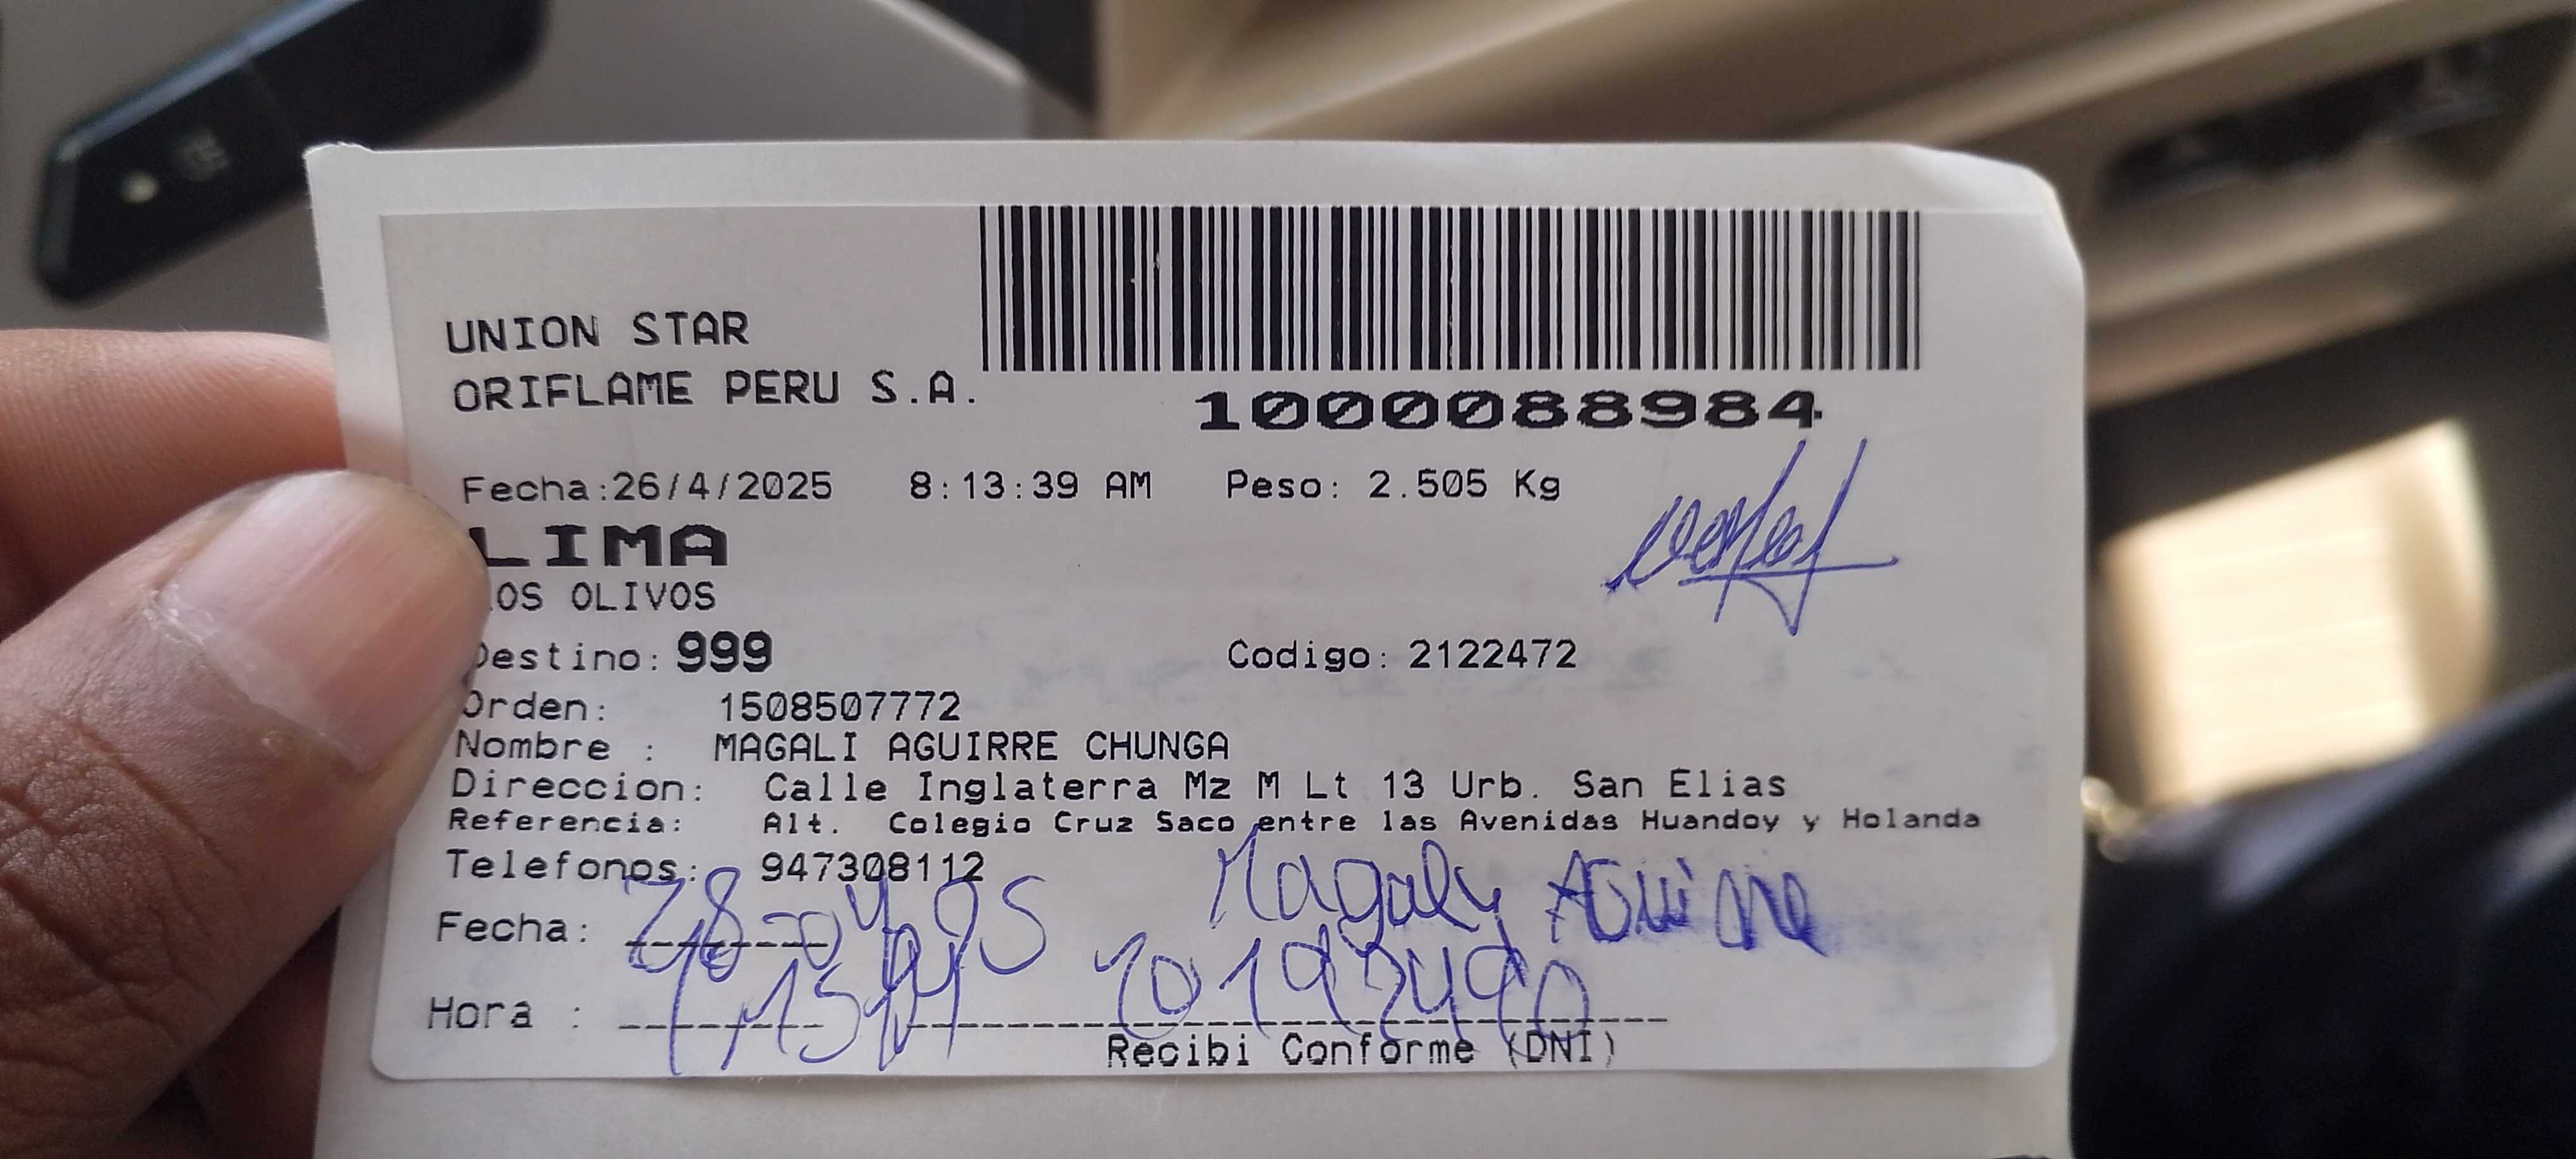 UNION STAR
ORIFLAME PERU S.A.
1000088984
Fecha:26/4/2025 8:13:39 AM Peso: 2.505 Kg
LIMA
LOS OLIVOS
Destino: 999 Codigo: 2122472
Orden: 1508507772
Nombre : MAGALI AGUIRRE CHUNGA
Direccion: Calle Inglaterra Mz M Lt 13 Urb. San Elias
Referencia: Alt. Colegio Cruz Saco entre las Avenidas Huandoy y Holanda
Telefonos: 947308112
Magaly Aguirre
Fecha:
Hora :
Recibi Conforme (DNI)